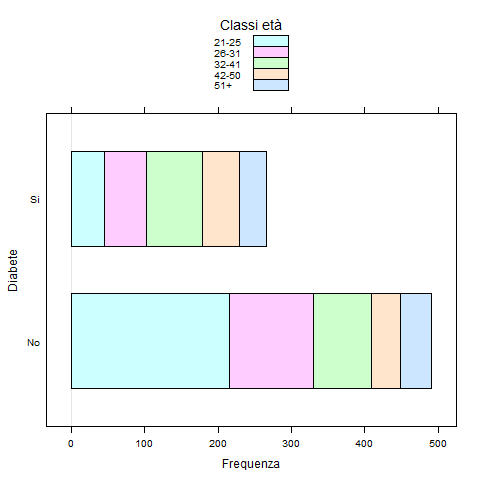 Classi età
21-25
26-31
32-41
42-50
51+
Si
Diabete
No
0 100 200 300 400 500
Frequenza